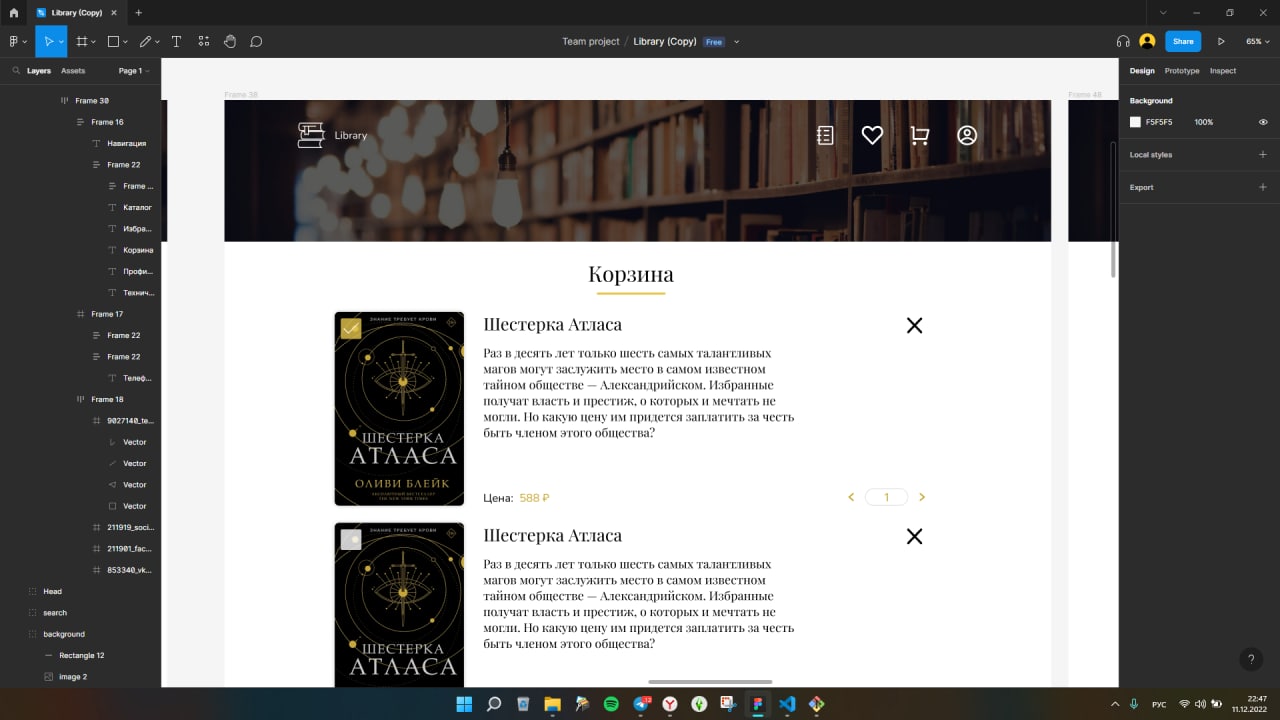 Library (Copy)
Team project / Library (Copy) Free
Share
65%
Layers
Assets
Page 1
Design
Prototype
Inspect
Frame 30
Frame 16
Навигация
Frame 22
Frame ...
Каталог
Избра...
Корзина
Профи...
Технич...
Frame 17
Frame 22
Frame 22
Телеф...
Frame 18
9027140_te...
Vector
Vector
Vector
Vector
211919_soci...
211901_fac...
853340_vk...
Head
search
background
Rectangle 12
image 2
Frame 38
Frame 48
Library
Корзина
ЗНАНИЕ ТРЕБУЕТ КРОВИ
ШЕСТЕРКА
АТЛАСА
ОЛИВИ БЛЕЙК
Шестерка Атласа
Раз в десять лет только шесть самых талантливых
магов могут заслужить место в самом известном
тайном обществе — Александрийском. Избранные
получат власть и престиж, о которых и мечтать не
могли. Но какую цену им придется заплатить за честь
быть членом этого общества?
Цена: 588 ₽
1
ЗНАНИЕ ТРЕБУЕТ КРОВИ
ШЕСТЕРКА
АТЛАСА
Шестерка Атласа
Раз в десять лет только шесть самых талантливых
магов могут заслужить место в самом известном
тайном обществе — Александрийском. Избранные
получат власть и престиж, о которых и мечтать не
могли. Но какую цену им придется заплатить за честь
быть членом этого общества?
Background
F5F5F5
100%
Local styles
Export
?
РУС
22:47
11.12.2022